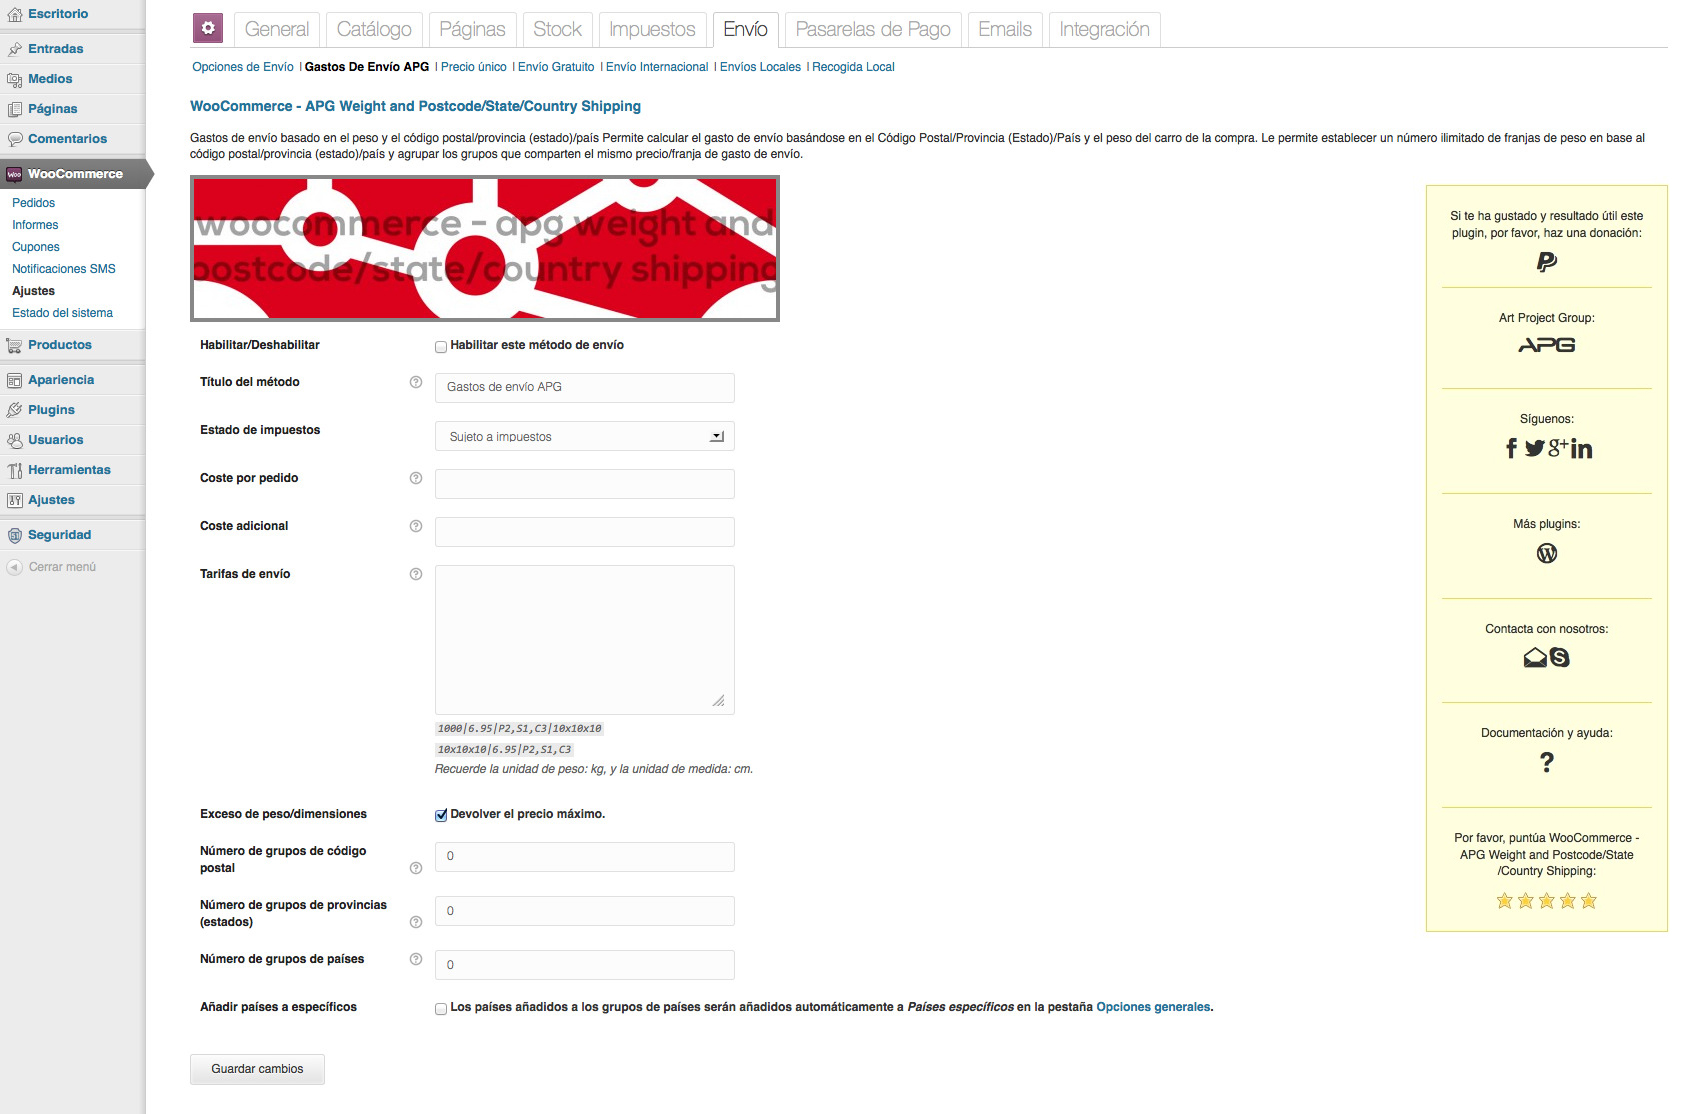 Escritorio
Entradas
Medios
Páginas
Comentarios
Woo WooCommerce
Pedidos
Informes
Cupones
Notificaciones SMS
Ajustes
Estado del sistema
Productos
Apariencia
Plugins
Usuarios
Herramientas
Ajustes
Seguridad
Cerrar menú
General Catálogo Páginas Stock Impuestos Envío Pasarelas de Pago Emails Integración
Opciones de Envío | Gastos De Envío APG | Precio único | Envío Gratuito | Envío Internacional | Envíos Locales | Recogida Local
WooCommerce - APG Weight and Postcode/State/Country Shipping
Gastos de envío basado en el peso y el código postal/provincia (estado)/país Permite calcular el gasto de envío basándose en el Código Postal/Provincia (Estado)/País y el peso del carro de la compra. Le permite establecer un número ilimitado de franjas de peso en base al
código postal/provincia (estado)/país y agrupar los grupos que comparten el mismo precio/franja de gasto de envío.
woocommerce - apg weight and
postcode/state/country shipping
Habilitar/Deshabilitar
Habilitar este método de envío
Título del método
?
Gastos de envío APG
Estado de impuestos
Sujeto a impuestos
Coste por pedido
?
Coste adicional
?
Tarifas de envío
?
1000|6.95|P2,S1,C3|10x10x10
10x10x10|6.95|P2,S1,C3
Recuerde la unidad de peso: kg, y la unidad de medida: cm.
Exceso de peso/dimensiones
Devolver el precio máximo.
Número de grupos de código
postal
?
0
Número de grupos de provincias
(estados)
?
0
Número de grupos de países
?
0
Añadir países a específicos
Los países añadidos a los grupos de países serán añadidos automáticamente a Países específicos en la pestaña Opciones generales.
Guardar cambios
Si te ha gustado y resultado útil este
plugin, por favor, haz una donación:
Art Project Group:
APG
Síguenos:
f g+ in
Más plugins:
Contacta con nosotros:
Documentación y ayuda:
?
Por favor, puntúa WooCommerce -
APG Weight and Postcode/State
/Country Shipping: